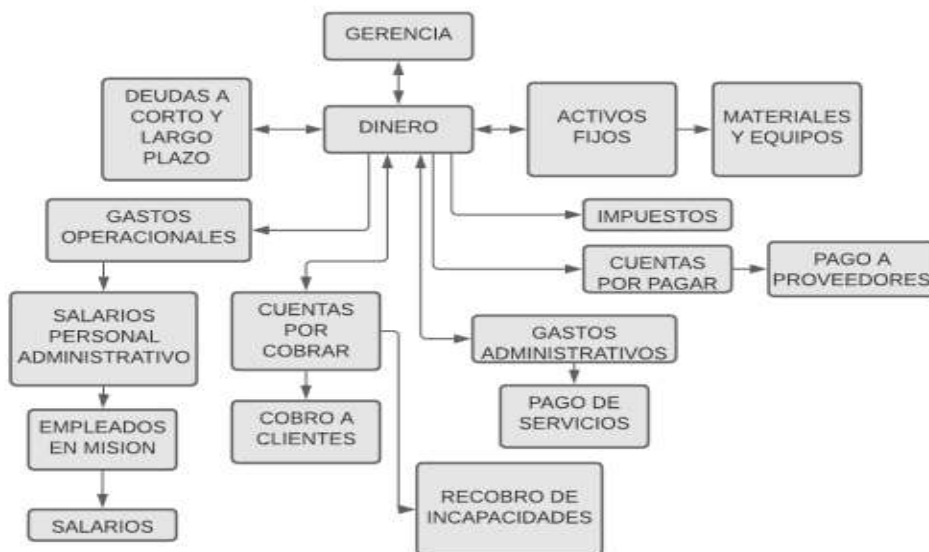 GERENCIA
DEUDAS A
CORTO Y
LARGO
PLAZO
DINERO
ACTIVOS
FIJOS
MATERIALES
Y EQUIPOS
GASTOS
OPERACIONALES
IMPUESTOS
CUENTAS
POR PAGAR
PAGO A
PROVEEDORES
SALARIOS
PERSONAL
ADMINISTRATIVO
CUENTAS
POR
COBRAR
GASTOS
ADMINISTRATIVOS
EMPLEADOS
EN MISION
COBRO A
CLIENTES
PAGO DE
SERVICIOS
SALARIOS
RECOBRO DE
INCAPACIDADES